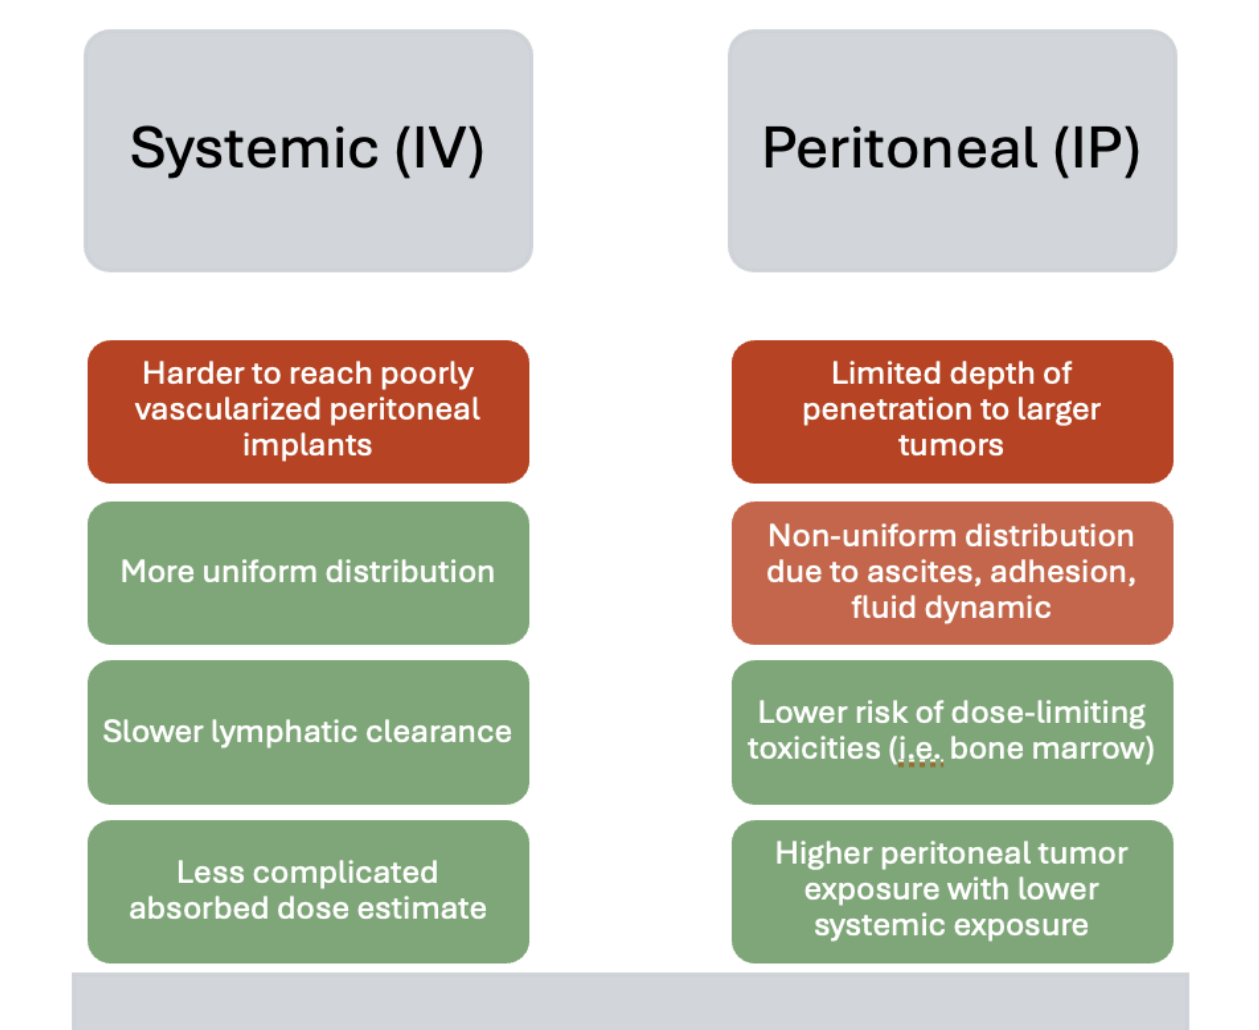 Systemic (IV)
Harder to reach poorly
vascularized peritoneal
implants
More uniform distribution
Slower lymphatic clearance
Less complicated
absorbed dose estimate
Peritoneal (IP)
Limited depth of
penetration to larger
tumors
Non-uniform distribution
due to ascites, adhesion,
fluid dynamic
Lower risk of dose-limiting
toxicities (i.e. bone marrow)
Higher peritoneal tumor
exposure with lower
systemic exposure